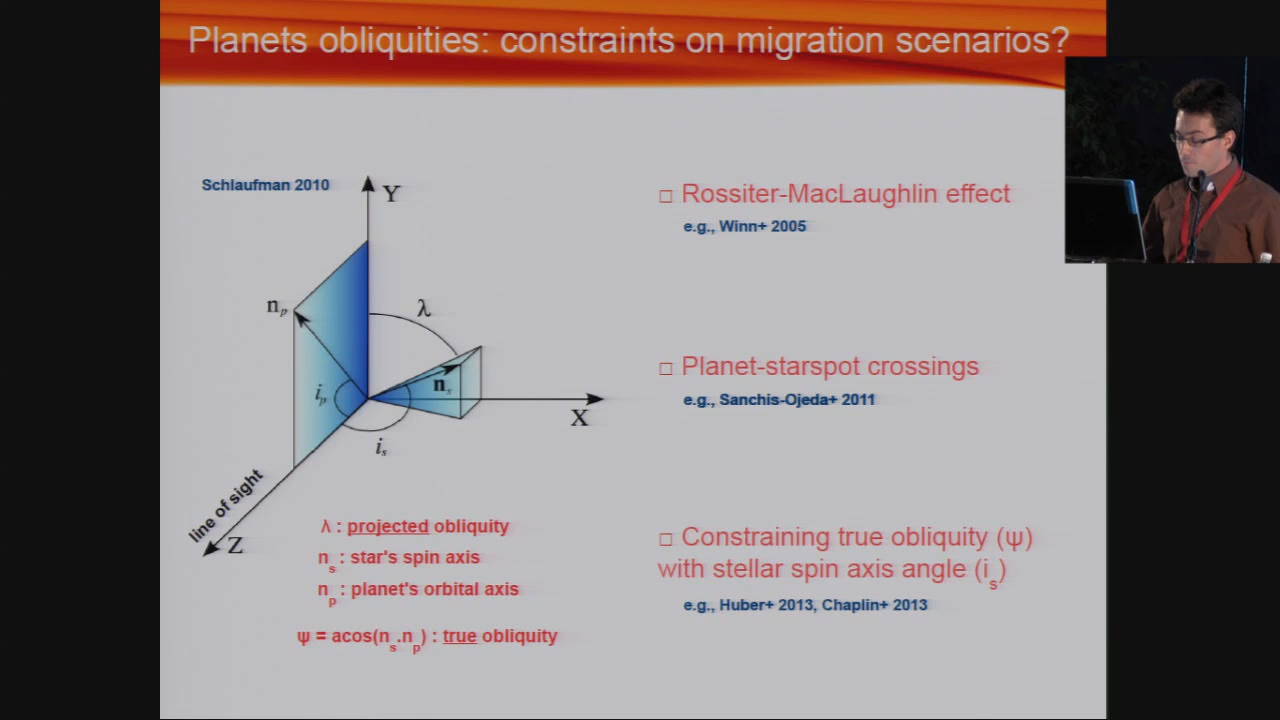 Planets obliquities: constraints on migration scenarios?
Schlaufman 2010
Y
n_p
λ
n_s
i_p
i_s
X
line of sight
Z
λ : projected obliquity
n_s : star's spin axis
n_p : planet's orbital axis
ψ = acos(n_s.n_p) : true obliquity
□ Rossiter-MacLaughlin effect
e.g., Winn+ 2005
□ Planet-starspot crossings
e.g., Sanchis-Ojeda+ 2011
□ Constraining true obliquity (ψ)
with stellar spin axis angle (i_s)
e.g., Huber+ 2013, Chaplin+ 2013